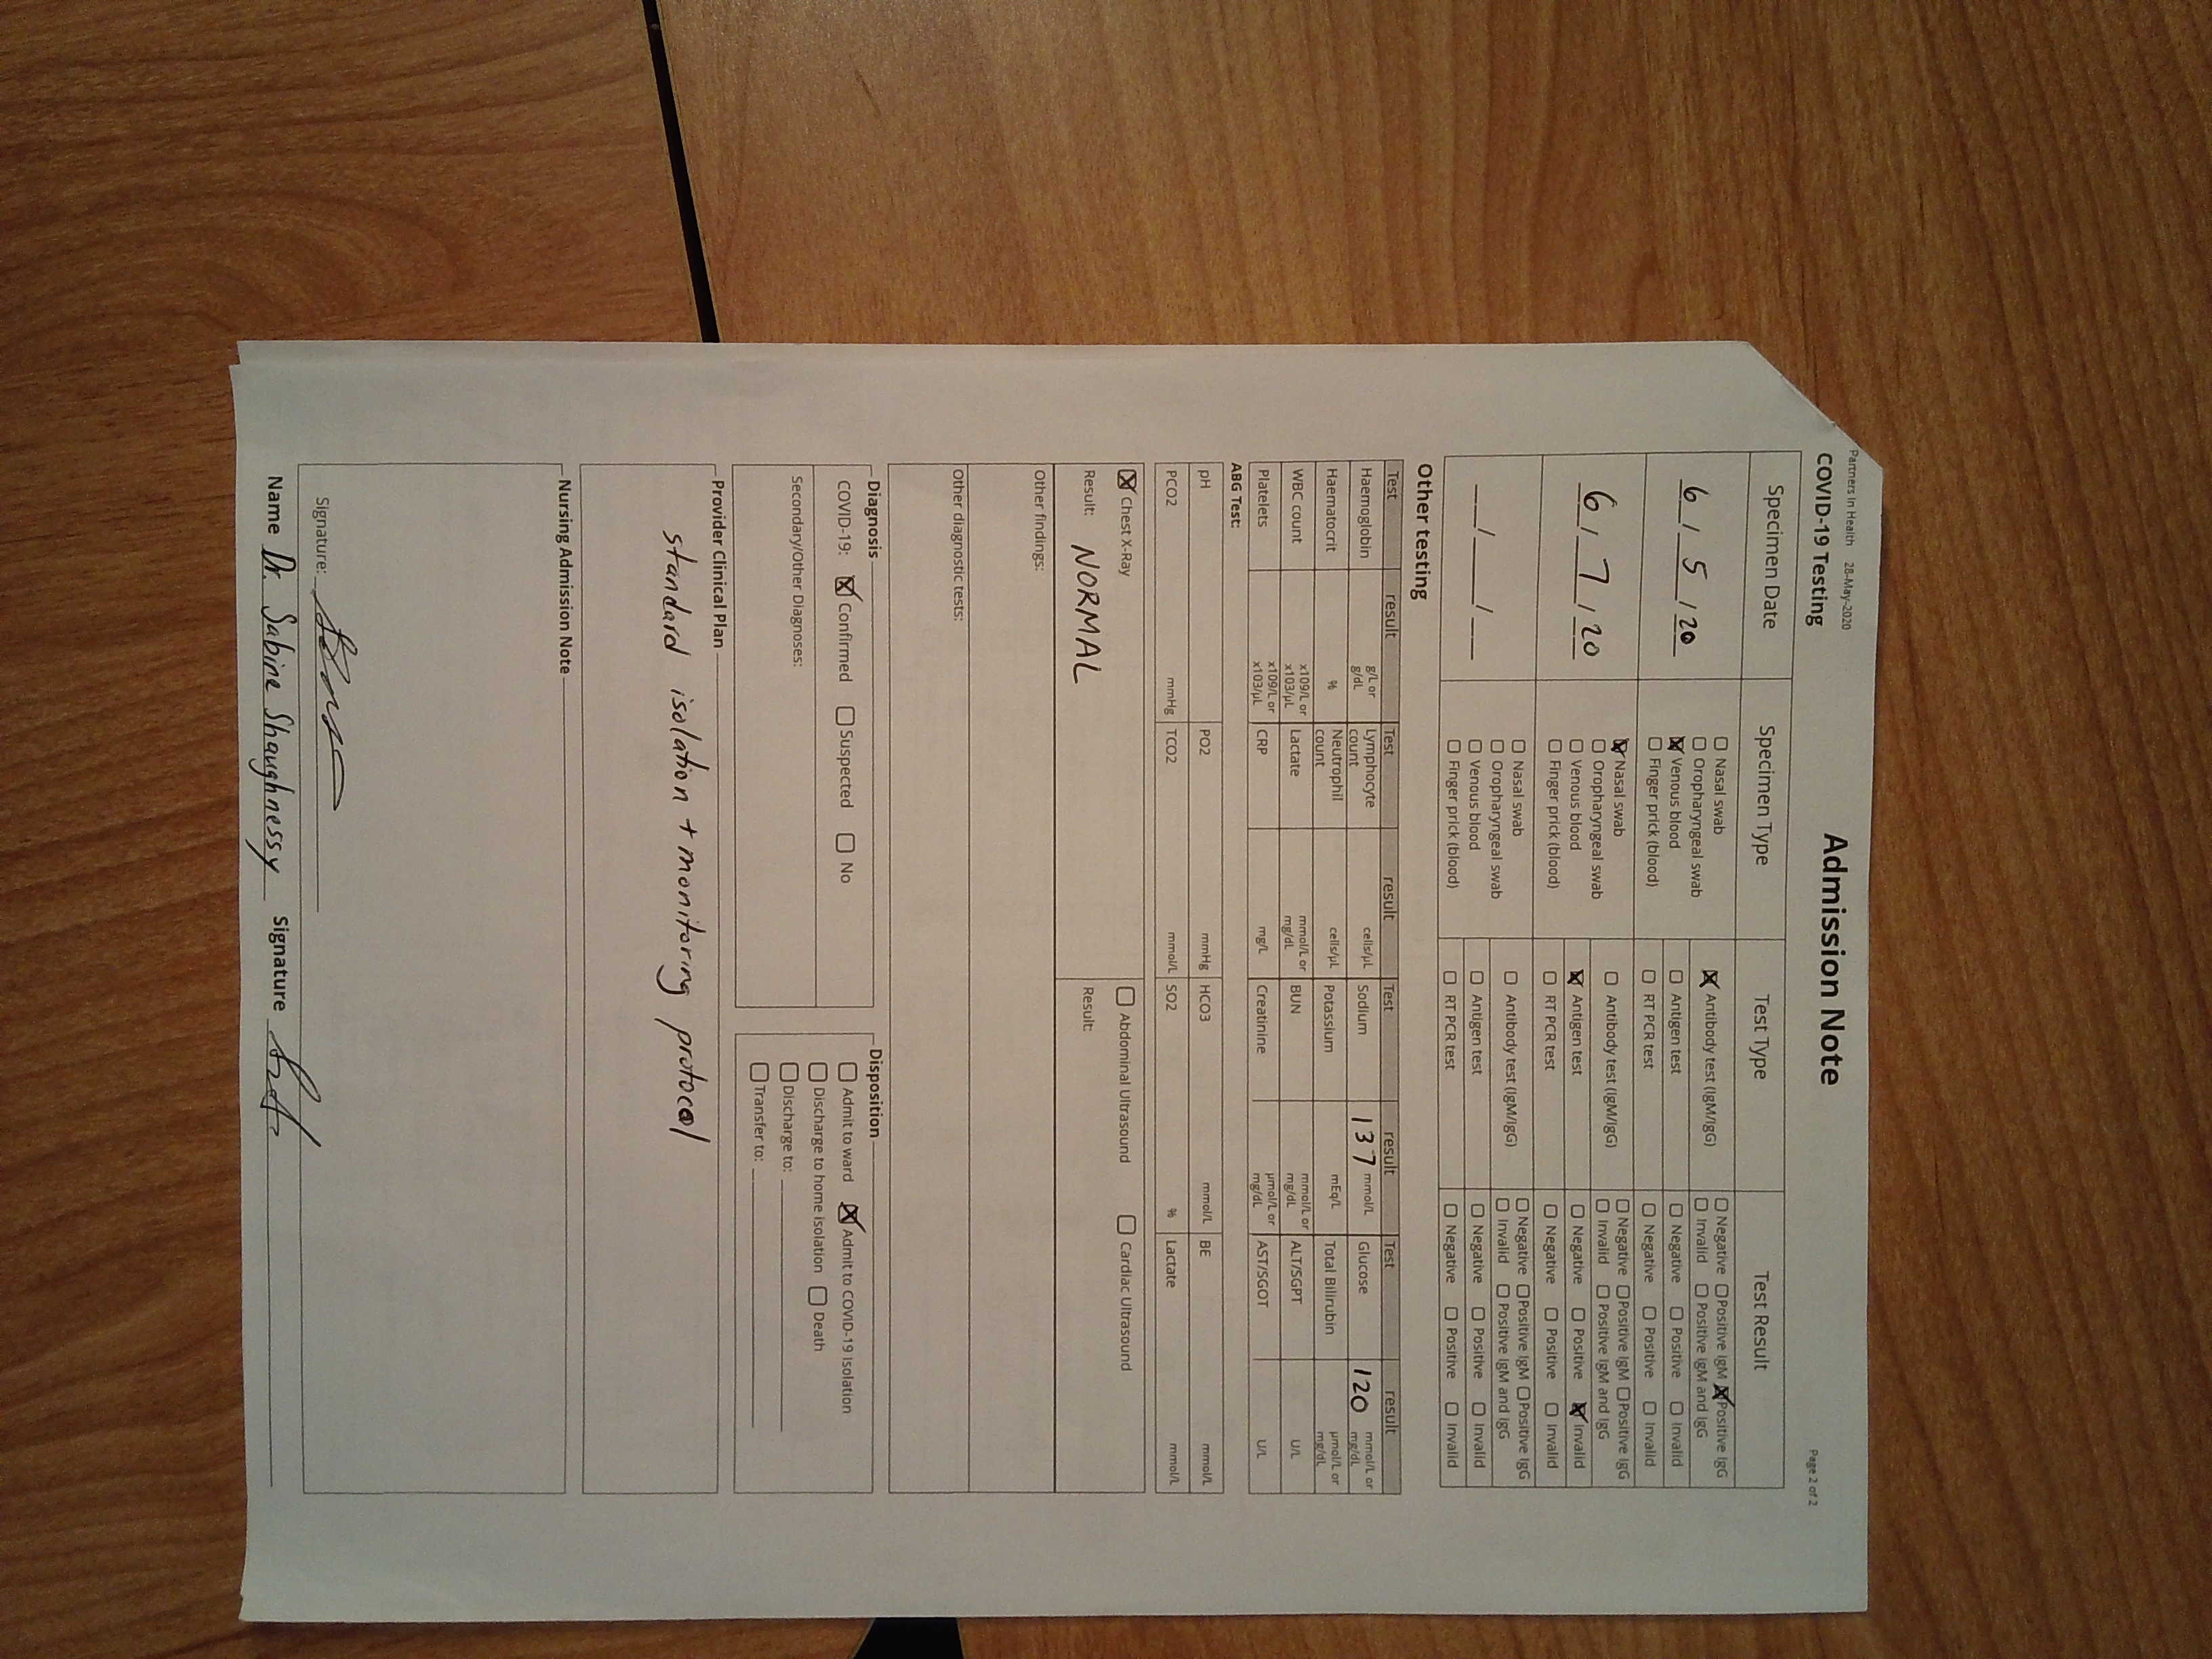 Partners In Health 28-May-2020
Page 2 of 2
Admission Note
COVID-19 Testing
Specimen Date Specimen Type Test Type Test Result
6 / 5 / 20
☐ Nasal swab
☐ Oropharyngeal swab
☒ Venous blood
☐ Finger prick (blood)
☒ Antibody test (IgM/IgG)
☐ Negative ☐ Positive IgM ☒ Positive IgG
☐ Invalid ☐ Positive IgM and IgG
☐ Antigen test ☐ Negative ☐ Positive ☐ Invalid
☐ RT PCR test ☐ Negative ☐ Positive ☐ Invalid
6 / 7 / 20
☒ Nasal swab
☐ Oropharyngeal swab
☐ Venous blood
☐ Finger prick (blood)
☐ Antibody test (IgM/IgG)
☐ Negative ☐ Positive IgM ☐ Positive IgG
☐ Invalid ☐ Positive IgM and IgG
☒ Antigen test ☐ Negative ☐ Positive ☒ Invalid
☐ RT PCR test ☐ Negative ☐ Positive ☐ Invalid
__/__/__
☐ Nasal swab
☐ Oropharyngeal swab
☐ Venous blood
☐ Finger prick (blood)
☐ Antibody test (IgM/IgG)
☐ Negative ☐ Positive IgM ☐ Positive IgG
☐ Invalid ☐ Positive IgM and IgG
☐ Antigen test ☐ Negative ☐ Positive ☐ Invalid
☐ RT PCR test ☐ Negative ☐ Positive ☐ Invalid
Other testing
Test result Test result Test result Test result
Haemoglobin g/L or g/dL Lymphocyte count cells/µL Sodium 137 mmol/L Glucose 120 mmol/L or mg/dL
Haematocrit % Neutrophil count cells/µL Potassium mEq/L Total Bilirubin µmol/L or mg/dL
WBC count x109/L or x103/µL Lactate mmol/L or mg/dL BUN mmol/L or mg/dL ALT/SGPT U/L
Platelets x109/L or x103/µL CRP mg/L Creatinine µmol/L or mg/dL AST/SGOT U/L
ABG Test:
pH PO2 mmHg HCO3 mmol/L BE mmol/L
PCO2 mmHg TCO2 mmol/L SO2 % Lactate mmol/L
☒ Chest X-Ray ☐ Abdominal Ultrasound ☐ Cardiac Ultrasound
Result: NORMAL Result:
Other findings:
Other diagnostic tests:
Diagnosis
COVID-19: ☒ Confirmed ☐ Suspected ☐ No
Secondary/Other Diagnoses:
Disposition
☐ Admit to ward ☒ Admit to COVID-19 Isolation
☐ Discharge to home isolation ☐ Death
☐ Discharge to:
☐ Transfer to:
Provider Clinical Plan
standard isolation + monitoring protocol
Nursing Admission Note
Signature:
Name Dr. Sabine Shaughnessy Signature